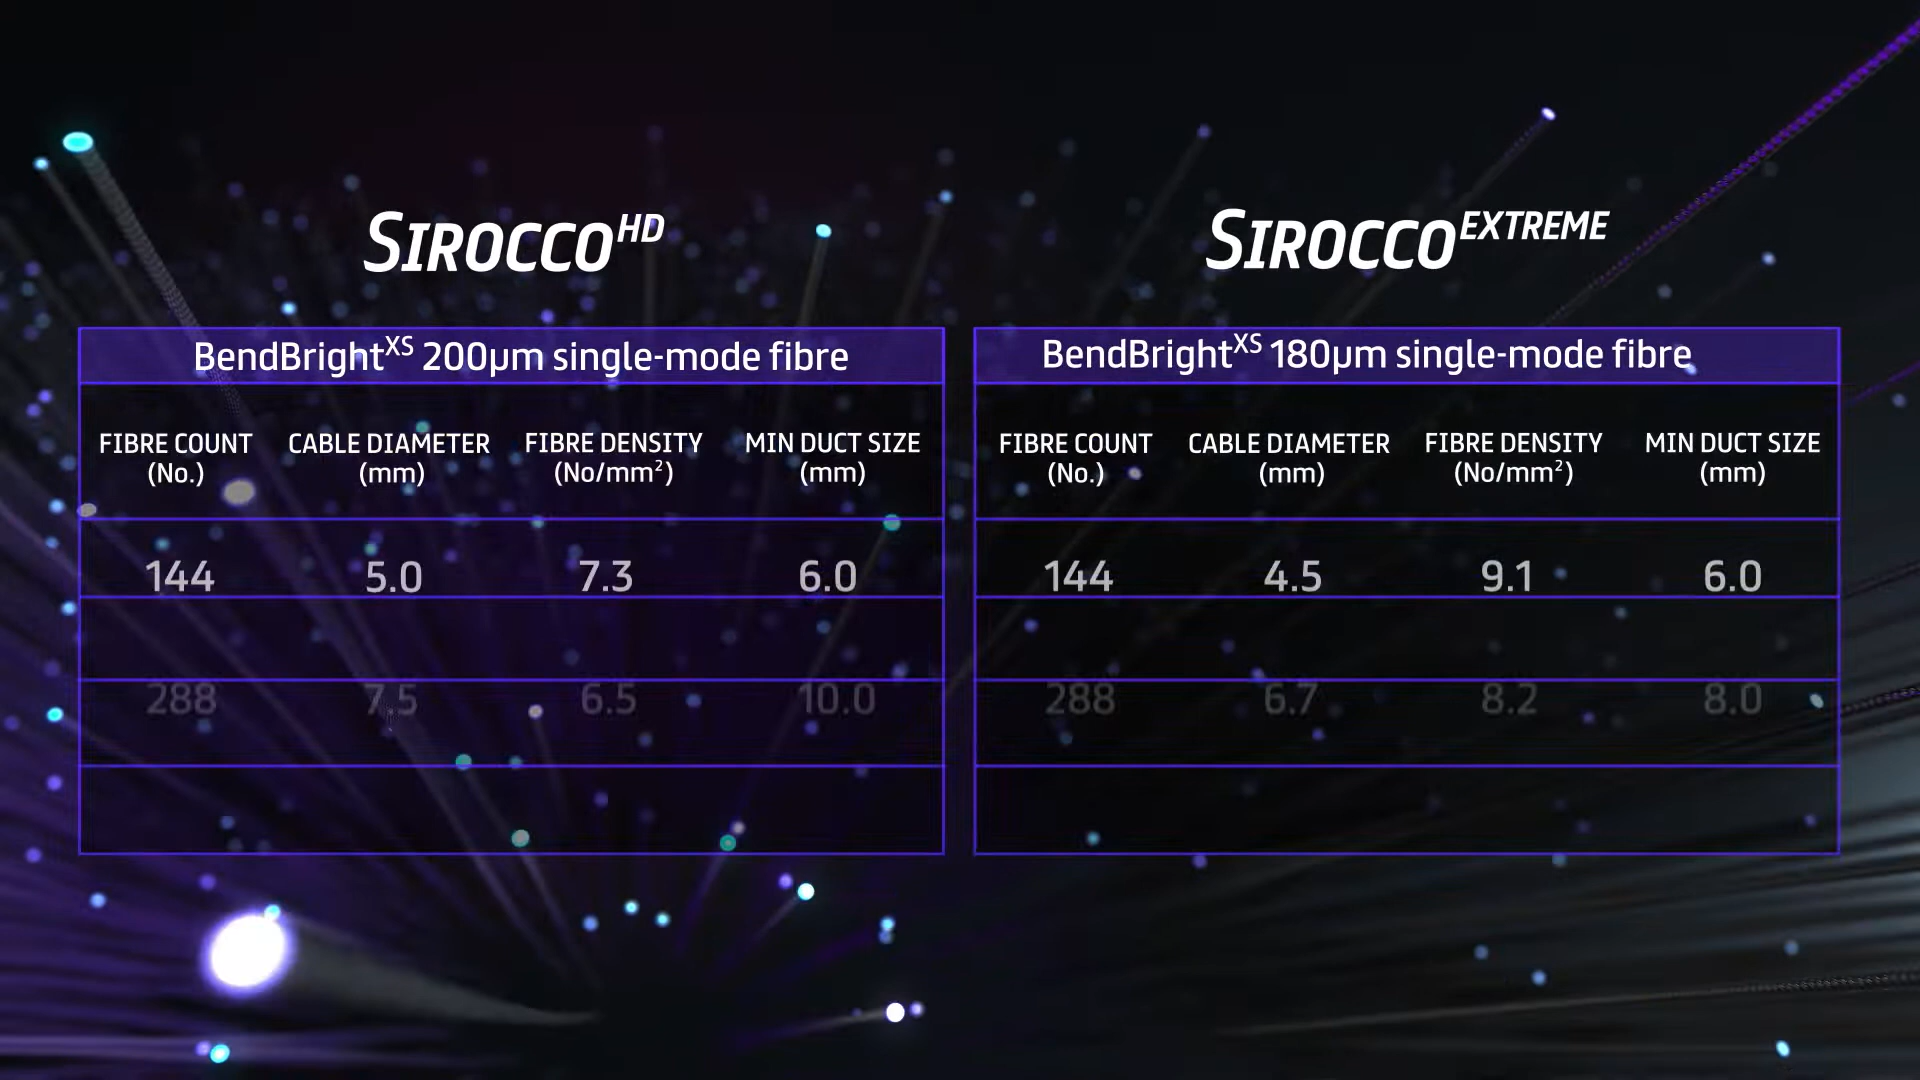 SIROCCO HD
BendBright XS 200µm single-mode fibre
FIBRE COUNT CABLE DIAMETER FIBRE DENSITY MIN DUCT SIZE
(No.) (mm) (No/mm²) (mm)
144 5.0 7.3 6.0
288 7.5 6.5 10.0
SIROCCO EXTREME
BendBright XS 180µm single-mode fibre
FIBRE COUNT CABLE DIAMETER FIBRE DENSITY MIN DUCT SIZE
(No.) (mm) (No/mm²) (mm)
144 4.5 9.1 6.0
288 6.7 8.2 8.0